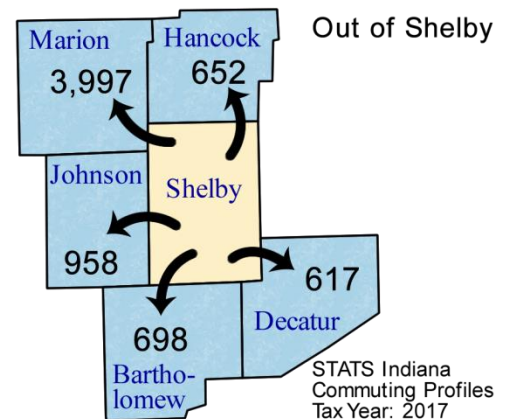 Out of Shelby
Marion
3,997
Hancock
652
Johnson
958
Shelby
698
Bartho-
lomew
617
Decatur
STATS Indiana
Commuting Profiles
Tax Year: 2017